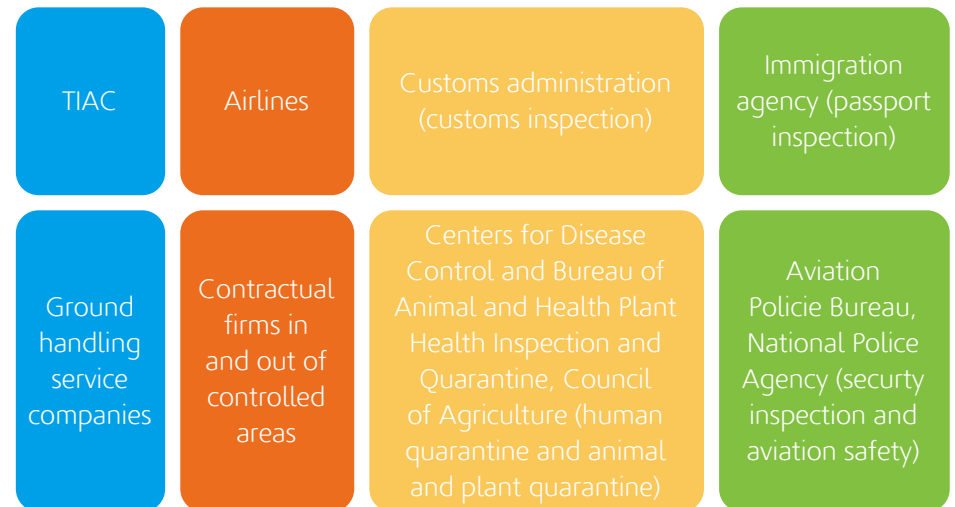 TIAC
Airlines
Customs administration
(customs inspection)
Immigration
agency (passport
inspection)
Ground
handling
service
companies
Contractual
firms in
and out of
controlled
areas
Centers for Disease
Control and Bureau of
Animal and Health Plant
Health Inspection and
Quarantine, Council
of Agriculture (human
quarantine and animal
and plant quarantine)
Aviation
Policie Bureau,
National Police
Agency (securty
inspection and
aviation safety)